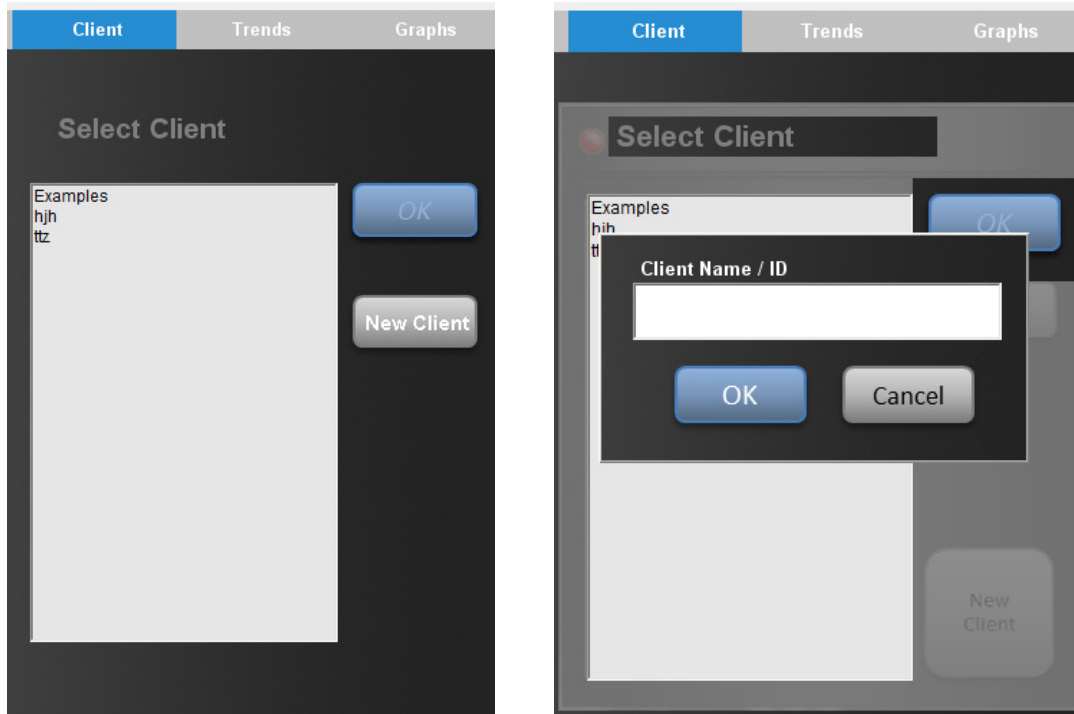 Client Trends Graphs
Select Client
Examples
hjh
ttz
OK
New Client
Client Trends Graphs
Select Client
Examples
hjh
OK
Client Name / ID
OK Cancel
New
Client